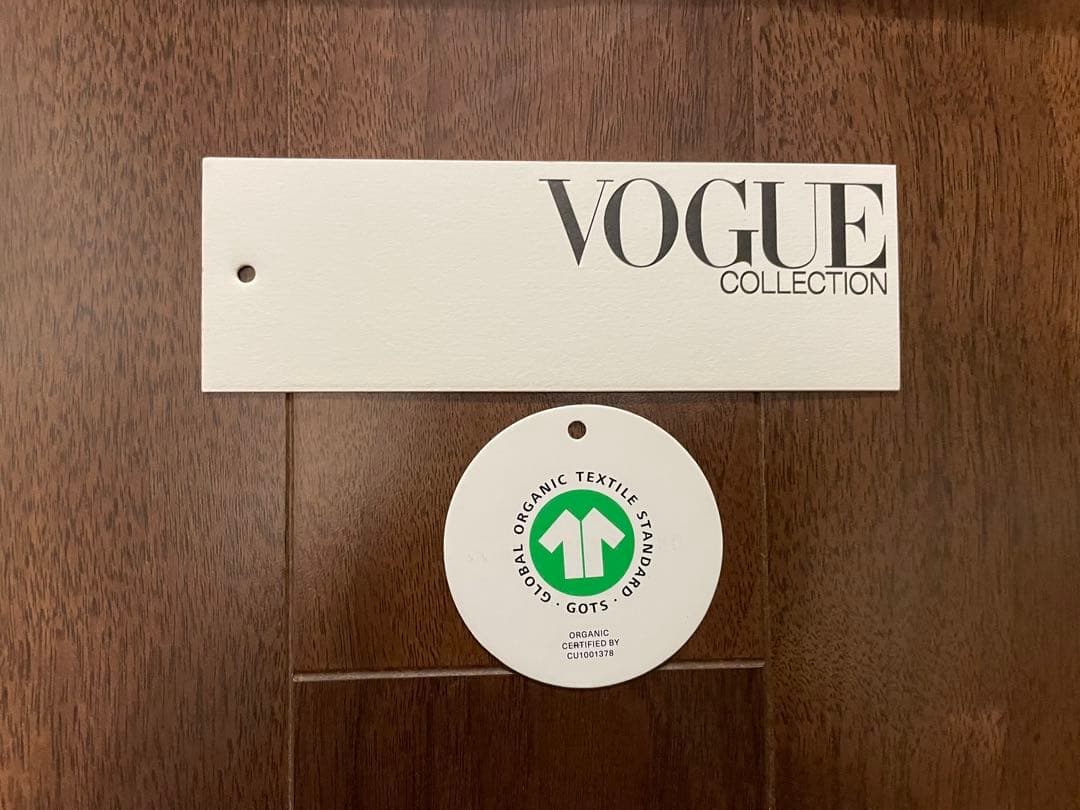 VOGUE
COLLECTION
GLOBAL ORGANIC TEXTILE STANDARD · GOTS ·
ORGANIC
CERTIFIED BY
CU1001378